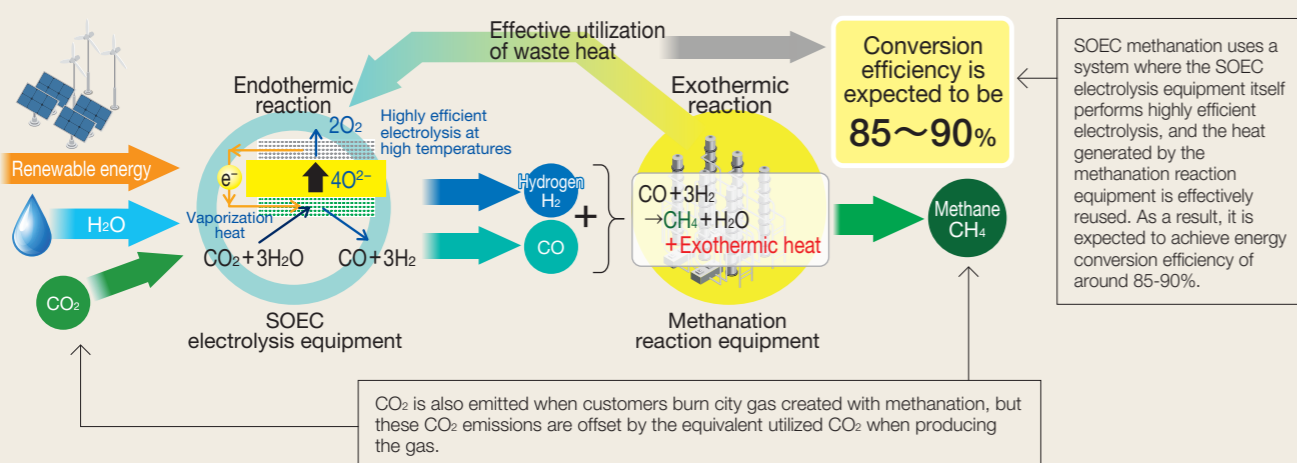 Effective utilization
of waste heat
Conversion
efficiency is
expected to be
85～90%
SOEC methanation uses a
system where the SOEC
electrolysis equipment itself
performs highly efficient
electrolysis, and the heat
generated by the
methanation reaction
equipment is effectively
reused. As a result, it is
expected to achieve energy
conversion efficiency of
around 85-90%.
Endothermic
reaction
Exothermic
reaction
2O₂
Highly efficient
electrolysis at
high temperatures
Renewable energy
e⁻
4O²⁻
H₂O
Vaporization
heat
CO₂+3H₂O
CO+3H₂
CO₂
SOEC
electrolysis equipment
Hydrogen
H₂
+
CO
CO+3H₂
→CH₄+H₂O
+Exothermic heat
Methanation
reaction equipment
Methane
CH₄
CO₂ is also emitted when customers burn city gas created with methanation, but
these CO₂ emissions are offset by the equivalent utilized CO₂ when producing
the gas.